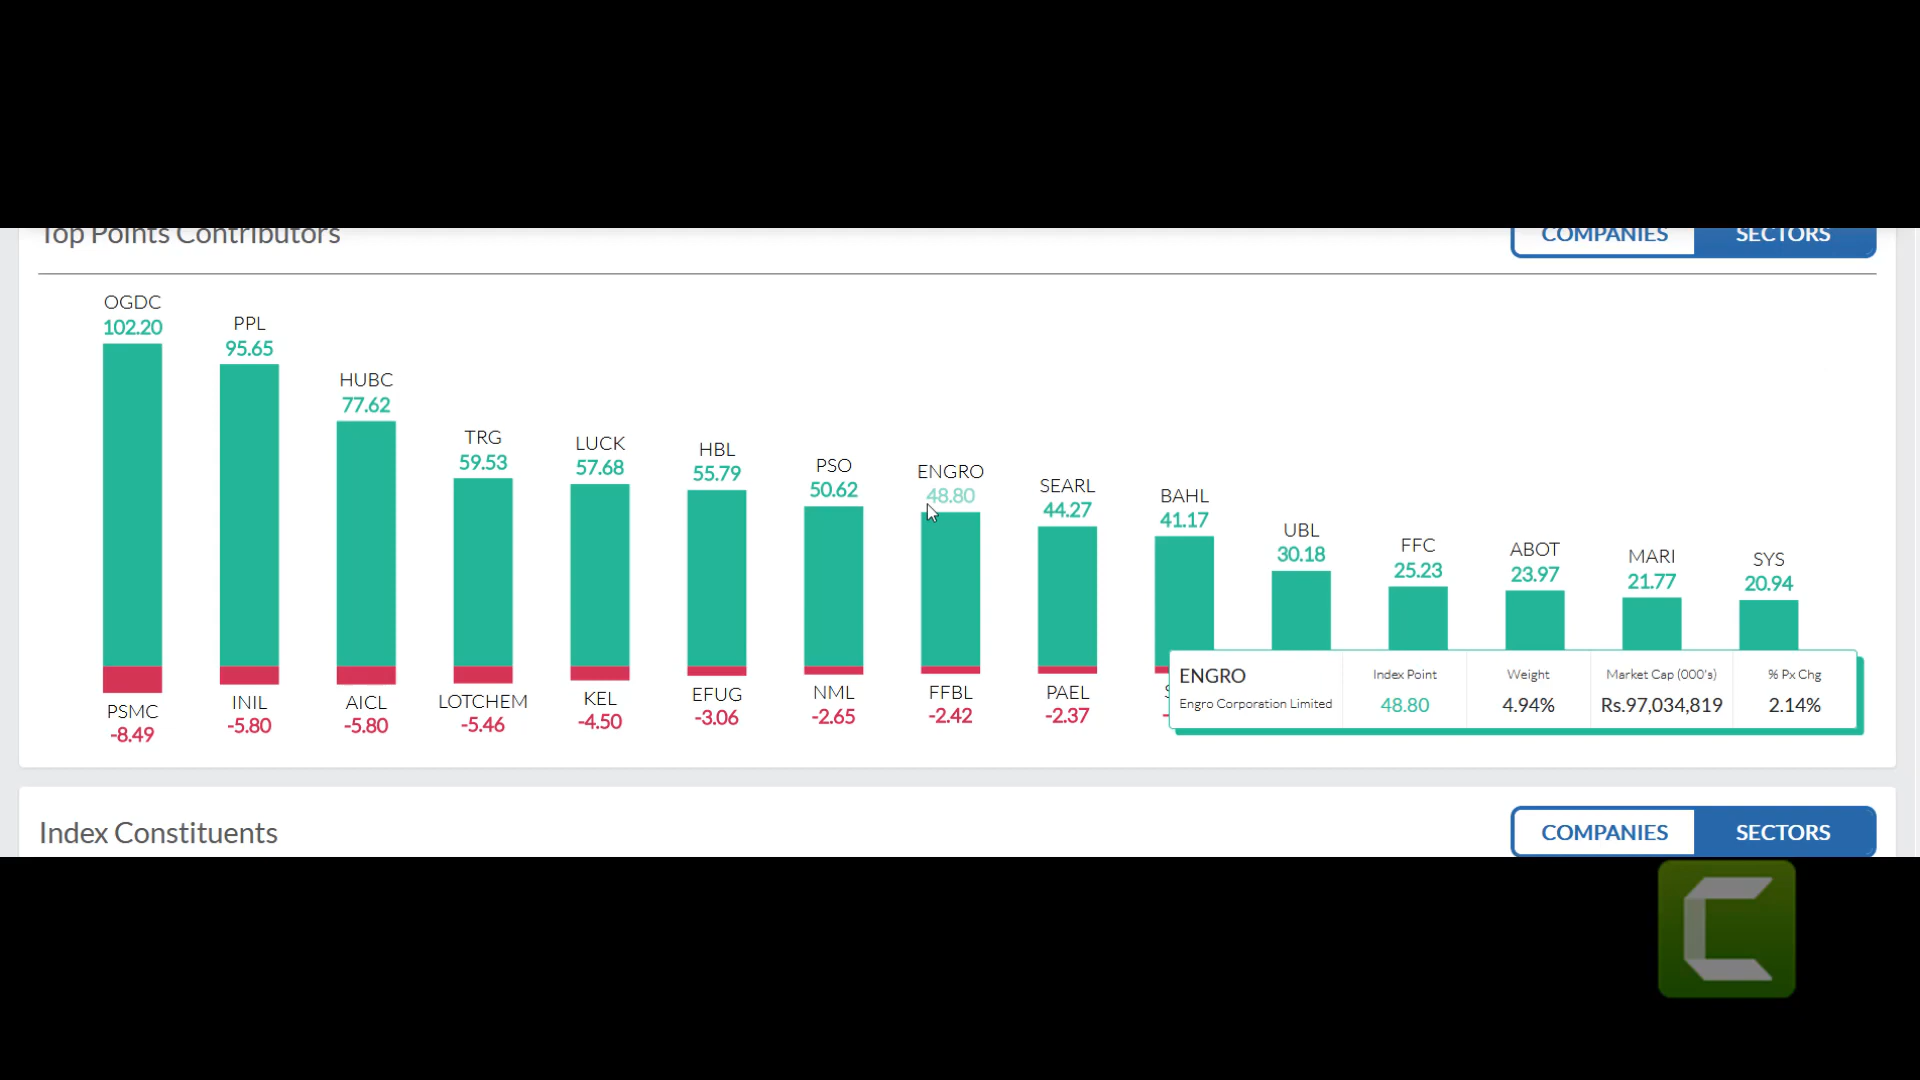 Top Points Contributors
COMPANIES SECTORS
OGDC
102.20
PPL
95.65
HUBC
77.62
TRG
59.53
LUCK
57.68
HBL
55.79
PSO
50.62
ENGRO
48.80
SEARL
44.27
BAHL
41.17
UBL
30.18
FFC
25.23
ABOT
23.97
MARI
21.77
SYS
20.94
PSMC
-8.49
INIL
-5.80
AICL
-5.80
LOTCHEM
-5.46
KEL
-4.50
EFUG
-3.06
NML
-2.65
FFBL
-2.42
PAEL
-2.37
ENGRO
Engro Corporation Limited
Index Point
48.80
Weight
4.94%
Market Cap (000's)
Rs.97,034,819
% Px Chg
2.14%
Index Constituents
COMPANIES SECTORS